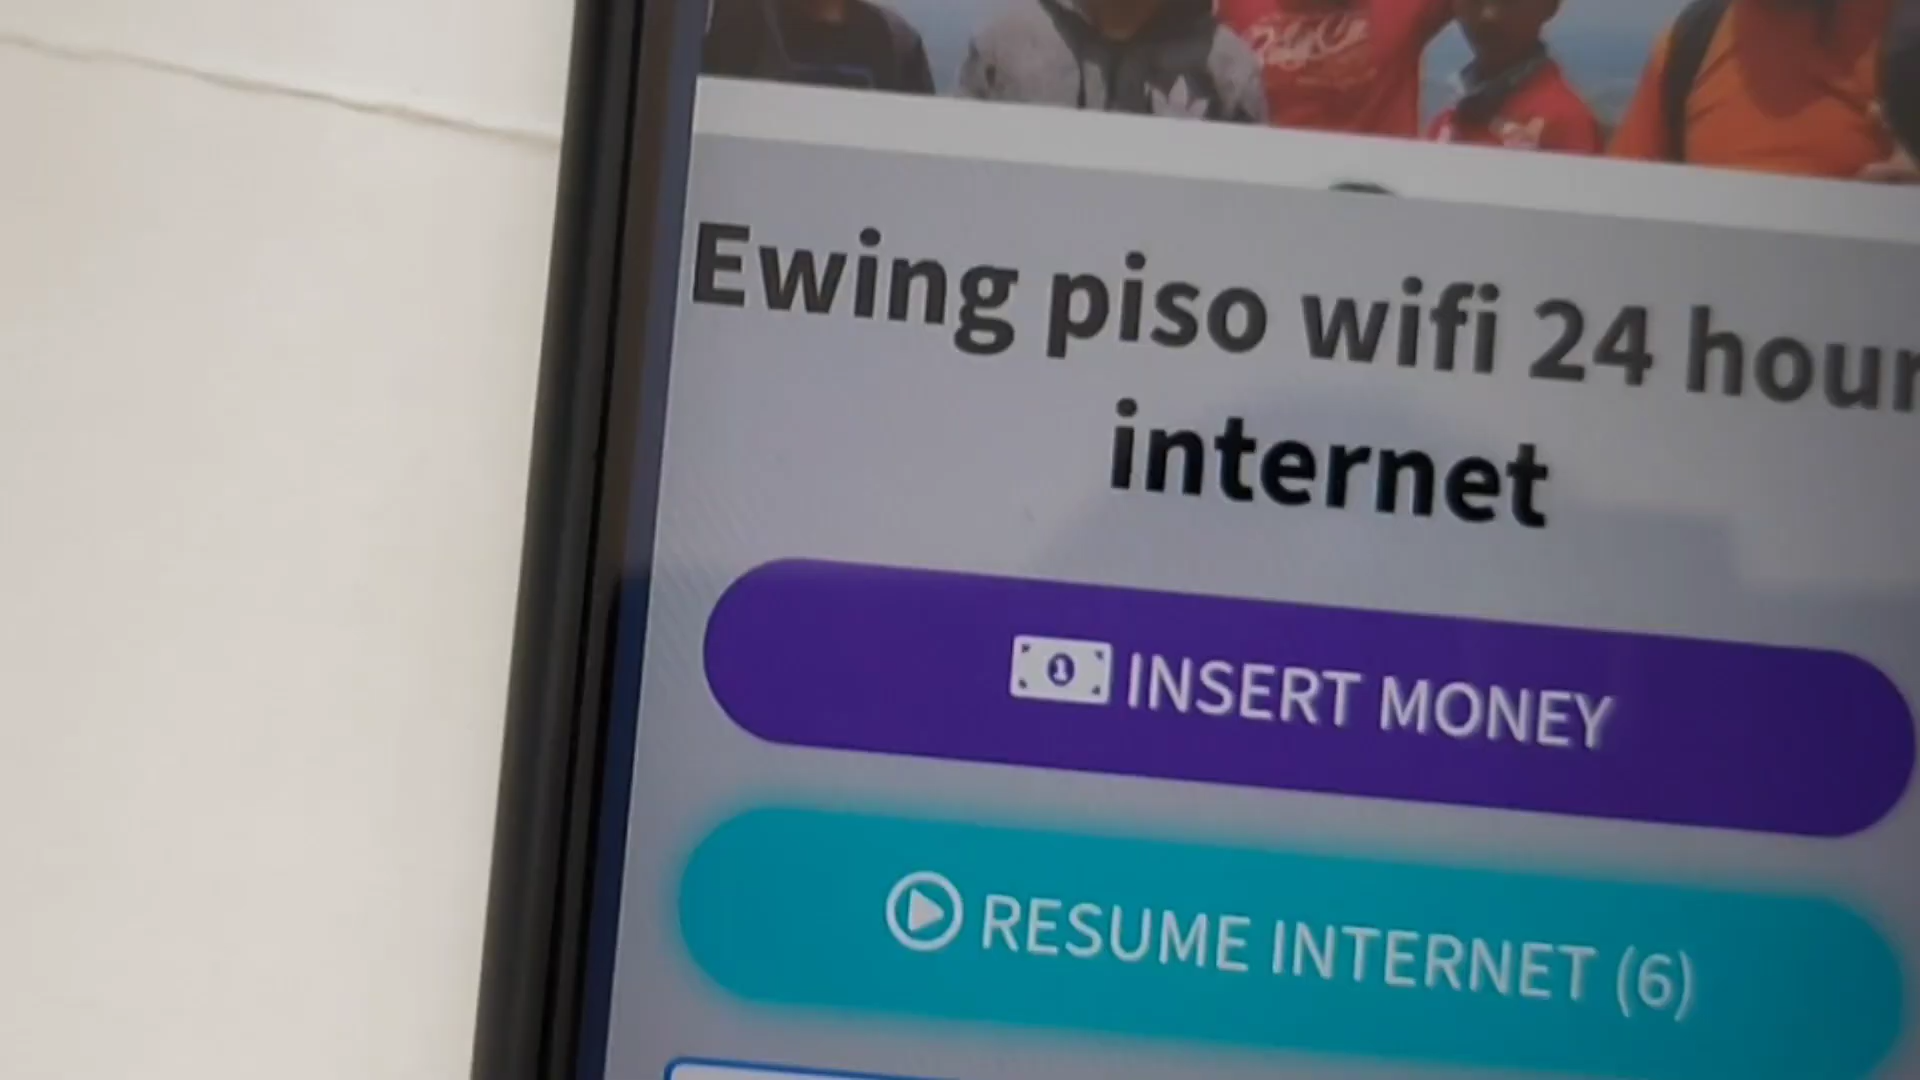 Ewing piso wifi 24 hour
internet
INSERT MONEY
RESUME INTERNET (6)